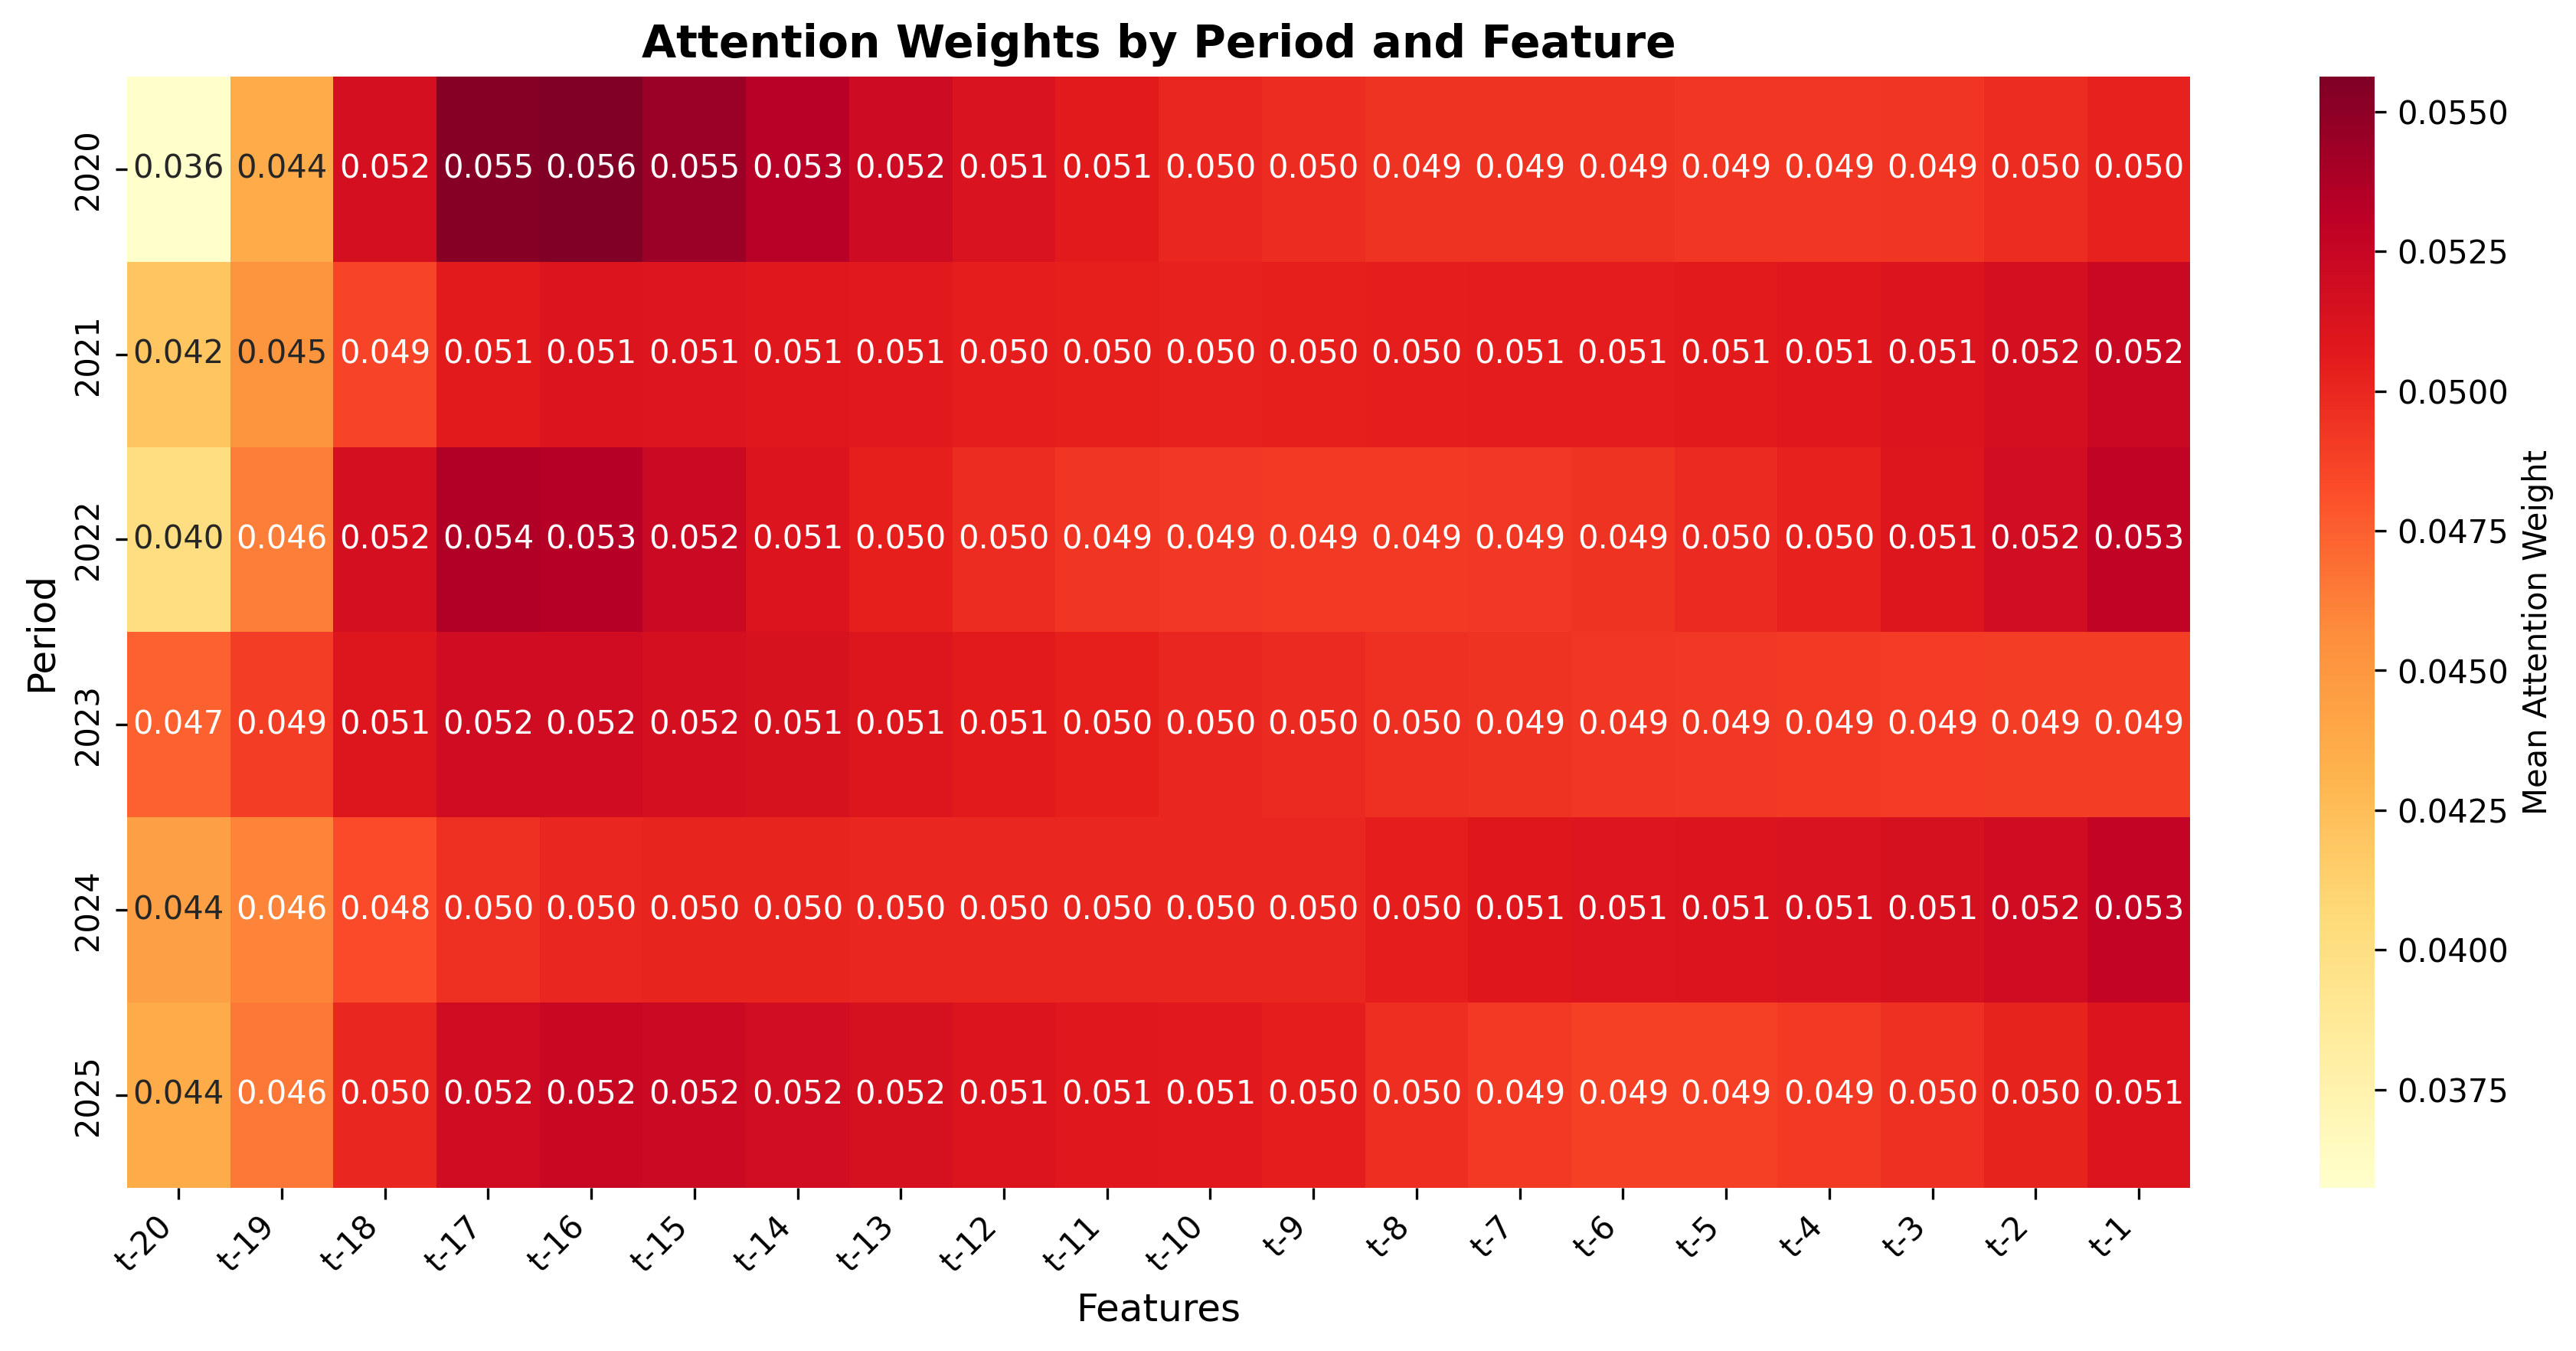 Attention Weights by Period and Feature
2020 0.036 0.044 0.052 0.055 0.056 0.055 0.053 0.052 0.051 0.051 0.050 0.050 0.049 0.049 0.049 0.049 0.049 0.049 0.050 0.050
2021 0.042 0.045 0.049 0.051 0.051 0.051 0.051 0.051 0.050 0.050 0.050 0.050 0.050 0.051 0.051 0.051 0.051 0.051 0.052 0.052
2022 0.040 0.046 0.052 0.054 0.053 0.052 0.051 0.050 0.050 0.049 0.049 0.049 0.049 0.049 0.049 0.050 0.050 0.051 0.052 0.053
2023 0.047 0.049 0.051 0.052 0.052 0.052 0.051 0.051 0.051 0.050 0.050 0.050 0.050 0.049 0.049 0.049 0.049 0.049 0.049 0.049
2024 0.044 0.046 0.048 0.050 0.050 0.050 0.050 0.050 0.050 0.050 0.050 0.050 0.050 0.051 0.051 0.051 0.051 0.051 0.052 0.053
2025 0.044 0.046 0.050 0.052 0.052 0.052 0.052 0.052 0.051 0.051 0.051 0.050 0.050 0.049 0.049 0.049 0.049 0.050 0.050 0.051
Period
t-20 t-19 t-18 t-17 t-16 t-15 t-14 t-13 t-12 t-11 t-10 t-9 t-8 t-7 t-6 t-5 t-4 t-3 t-2 t-1
Features
0.0550
0.0525
0.0500
0.0475
0.0450
0.0425
0.0400
0.0375
Mean Attention Weight